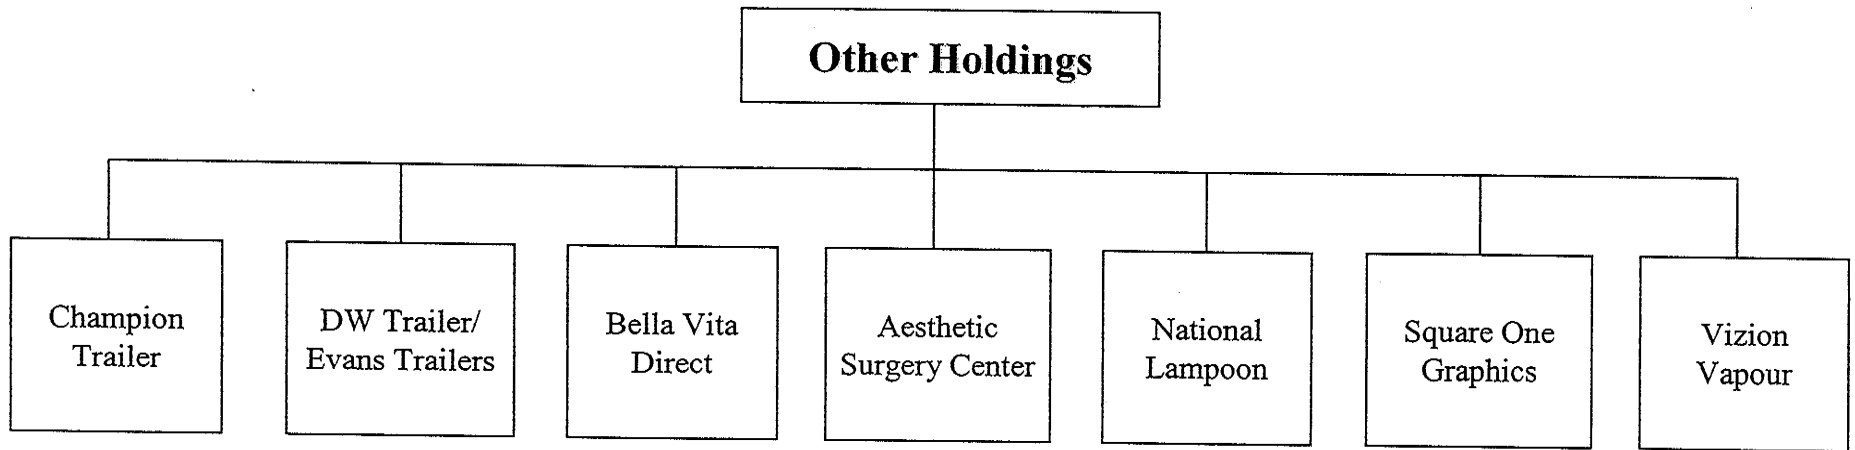 Other Holdings
Champion
Trailer
DW Trailer/
Evans Trailers
Bella Vita
Direct
Aesthetic
Surgery Center
National
Lampoon
Square One
Graphics
Vizion
Vapour